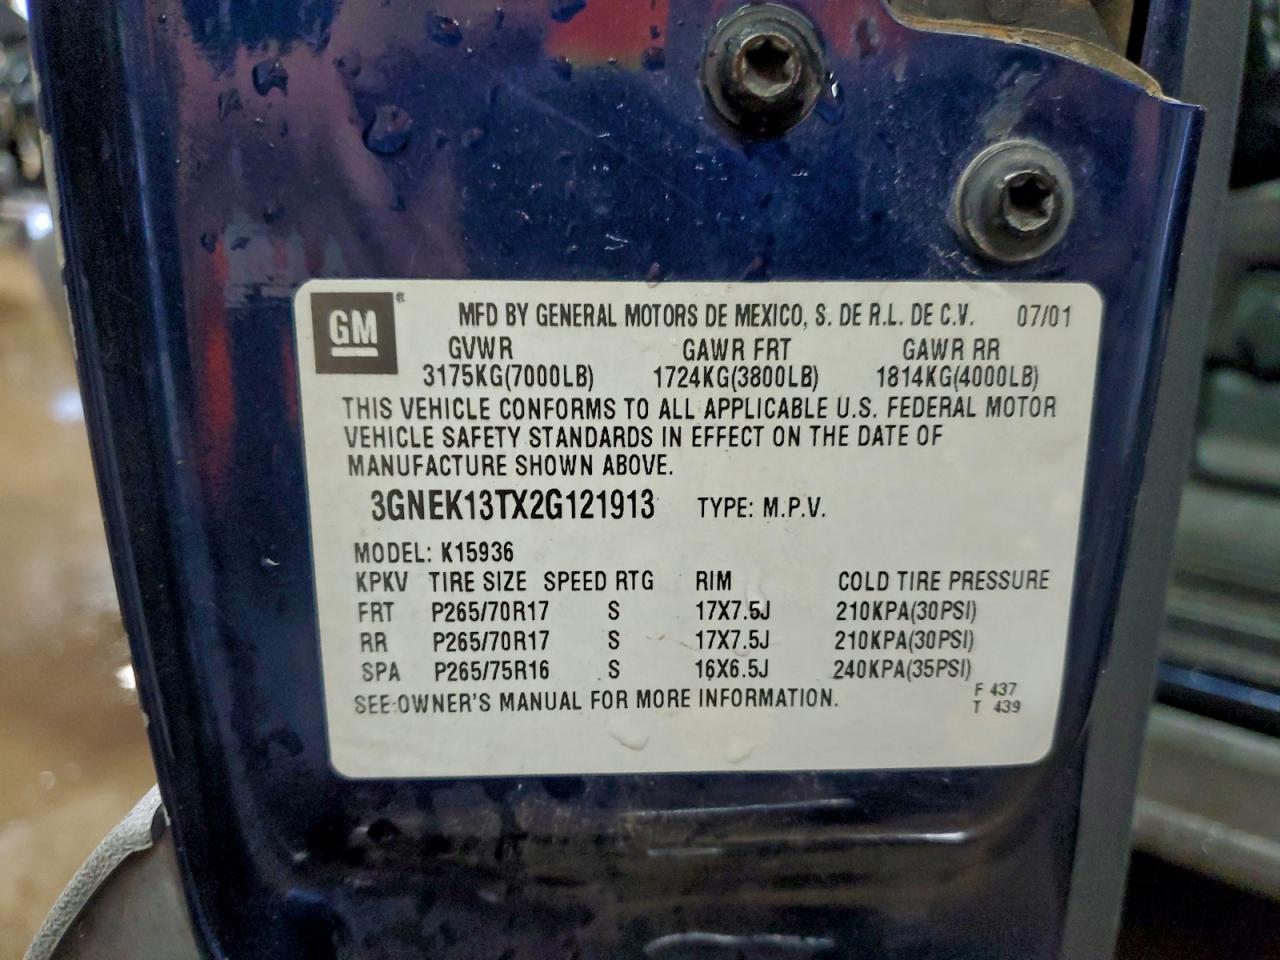 GM ® MFD BY GENERAL MOTORS DE MEXICO, S. DE R.L. DE C.V. 07/01
GVWR GAWR FRT GAWR RR
3175KG(7000LB) 1724KG(3800LB) 1814KG(4000LB)
THIS VEHICLE CONFORMS TO ALL APPLICABLE U.S. FEDERAL MOTOR
VEHICLE SAFETY STANDARDS IN EFFECT ON THE DATE OF
MANUFACTURE SHOWN ABOVE.
3GNEK13TX2G121913 TYPE: M.P.V.
MODEL: K15936
KPKV TIRE SIZE SPEED RTG RIM COLD TIRE PRESSURE
FRT P265/70R17 S 17X7.5J 210KPA(30PSI)
RR P265/70R17 S 17X7.5J 210KPA(30PSI)
SPA P265/75R16 S 16X6.5J 240KPA(35PSI)
SEE OWNER'S MANUAL FOR MORE INFORMATION. F 437
T 439